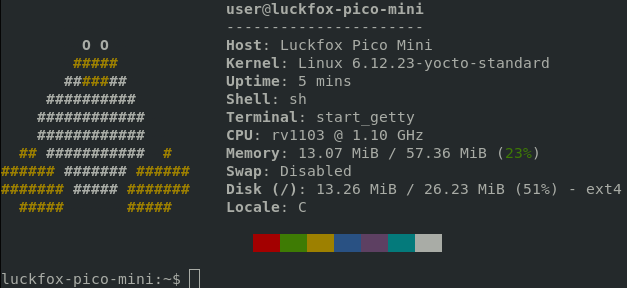 user@luckfox-pico-mini
----------------------
O O Host: Luckfox Pico Mini
##### Kernel: Linux 6.12.23-yocto-standard
####### Uptime: 5 mins
########## Shell: sh
############ Terminal: start_getty
############ CPU: rv1103 @ 1.10 GHz
## ########### # Memory: 13.07 MiB / 57.36 MiB (23%)
###### ####### ###### Swap: Disabled
####### ##### ####### Disk (/): 13.26 MiB / 26.23 MiB (51%) - ext4
##### ##### Locale: C
luckfox-pico-mini:~$